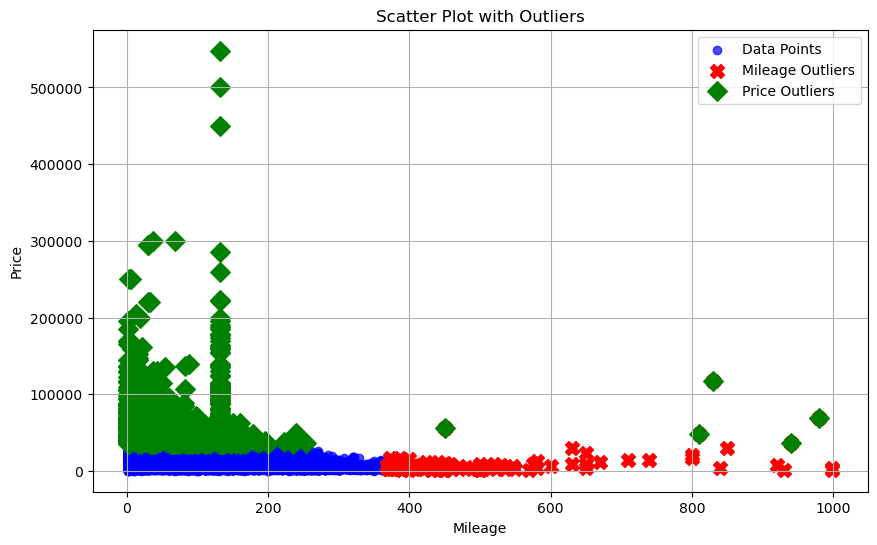 Scatter Plot with Outliers
Data Points
Mileage Outliers
Price Outliers
500000
400000
300000
200000
100000
0
Price
0 200 400 600 800 1000
Mileage